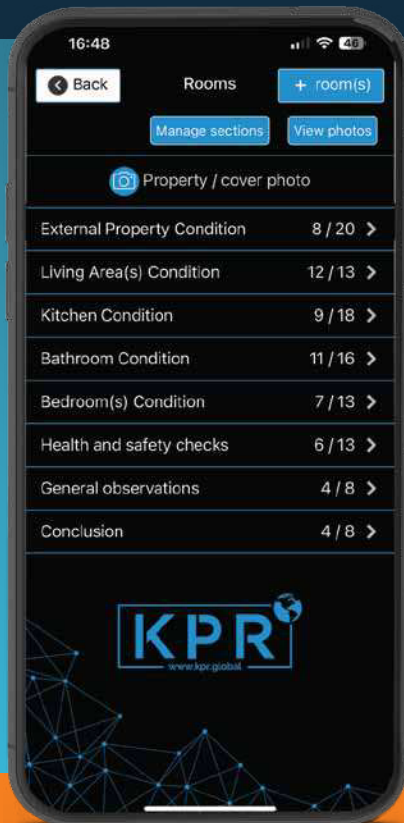 16:48
46
Back
Rooms
+ room(s)
Manage sections
View photos
Property / cover photo
External Property Condition 8 / 20
Living Area(s) Condition 12 / 13
Kitchen Condition 9 / 18
Bathroom Condition 11 / 16
Bedroom(s) Condition 7 / 13
Health and safety checks 6 / 13
General observations 4 / 8
Conclusion 4 / 8
KPR
www.kpr.global